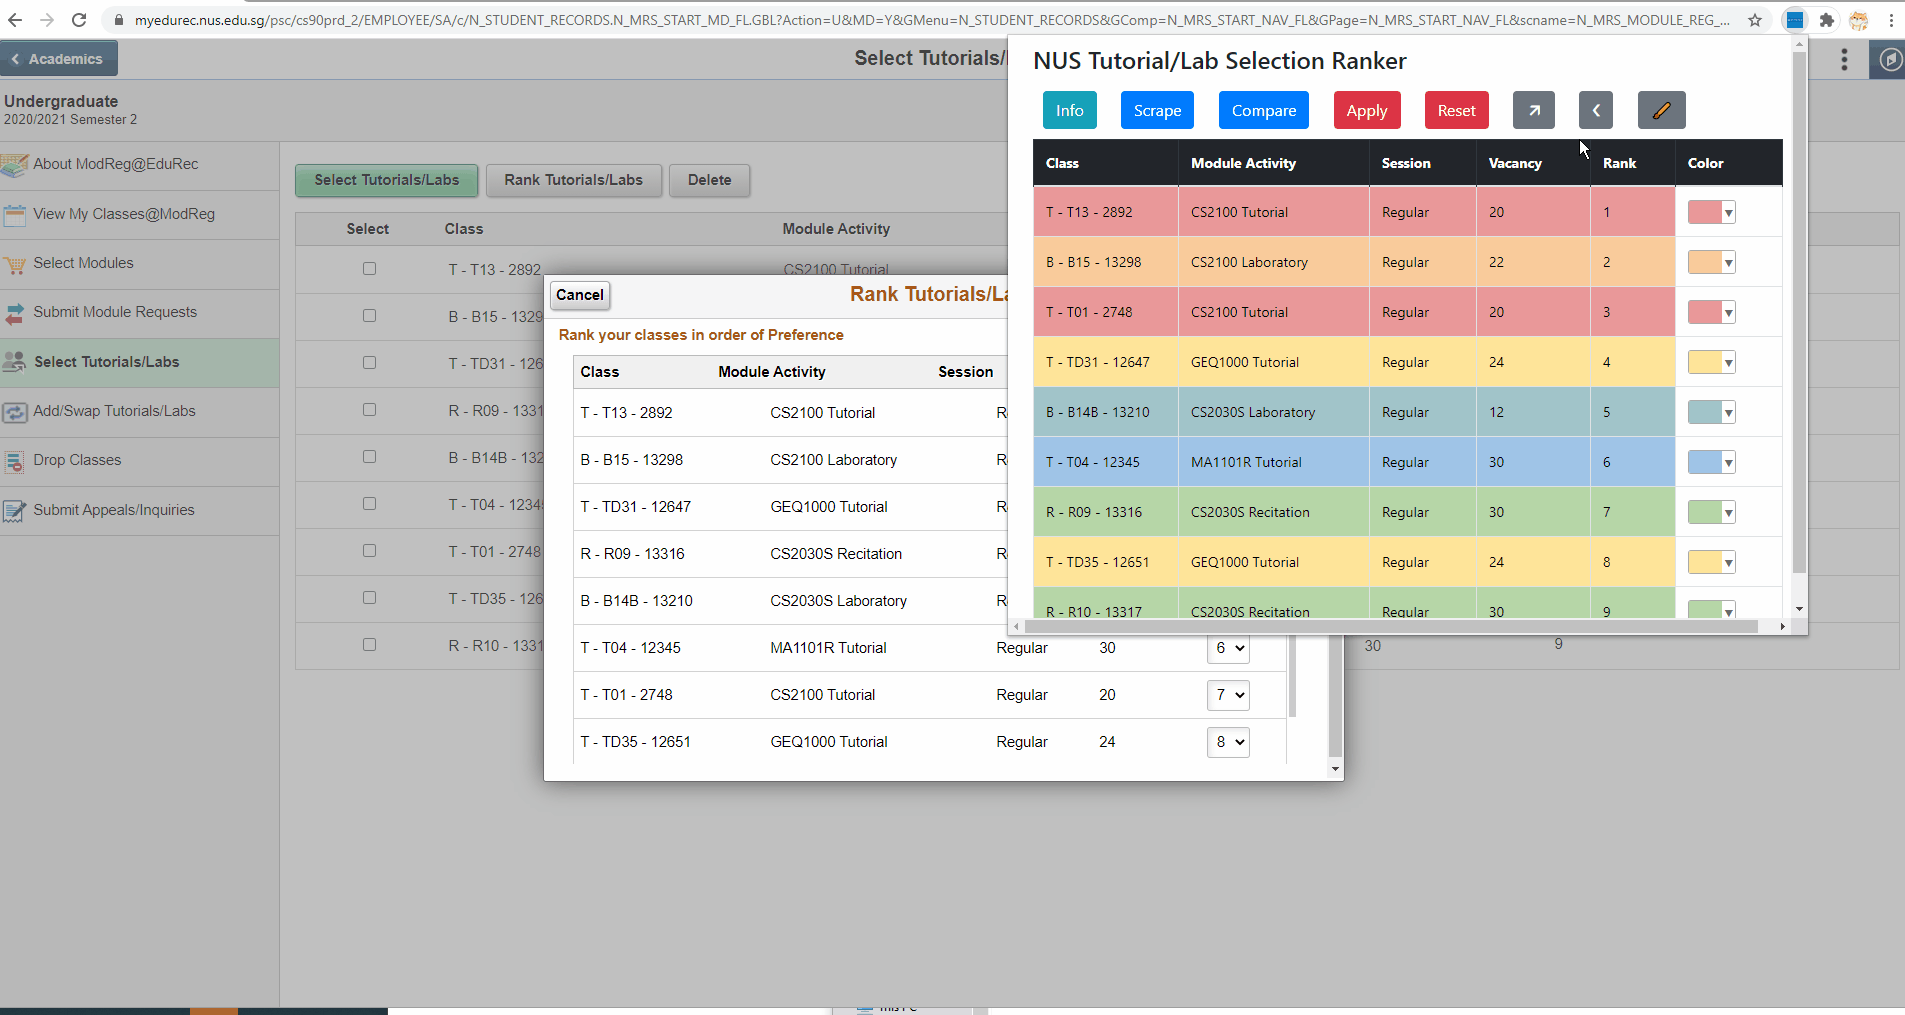 myedurec.nus.edu.sg/psc/cs90prd_2/EMPLOYEE/SA/c/N_STUDENT_RECORDS.N_MRS_START_MD_FL.GBL?Action=U&MD=Y&GMenu=N_STUDENT_RECORDS&GComp=N_MRS_START_NAV_FL&GPage=N_MRS_START_NAV_FL&scname=N_MRS_MODULE_REG_...
Academics
Select Tutorials/
Undergraduate
2020/2021 Semester 2
About ModReg@EduRec
View My Classes@ModReg
Select Modules
Submit Module Requests
Select Tutorials/Labs
Add/Swap Tutorials/Labs
Drop Classes
Submit Appeals/Inquiries
Select Tutorials/Labs Rank Tutorials/Labs Delete
Select Class Module Activity
T - T13 - 2892 CS2100 Tutorial
B - B15 - 1329
T - TD31 - 126
R - R09 - 1331
B - B14B - 132
T - T04 - 1234
T - T01 - 2748
T - TD35 - 126
R - R10 - 1331 30 9
Cancel Rank Tutorials/La
Rank your classes in order of Preference
Class Module Activity Session
T - T13 - 2892 CS2100 Tutorial R
B - B15 - 13298 CS2100 Laboratory R
T - TD31 - 12647 GEQ1000 Tutorial R
R - R09 - 13316 CS2030S Recitation R
B - B14B - 13210 CS2030S Laboratory R
T - T04 - 12345 MA1101R Tutorial Regular 30 6
T - T01 - 2748 CS2100 Tutorial Regular 20 7
T - TD35 - 12651 GEQ1000 Tutorial Regular 24 8
NUS Tutorial/Lab Selection Ranker
Info Scrape Compare Apply Reset
Class Module Activity Session Vacancy Rank Color
T - T13 - 2892 CS2100 Tutorial Regular 20 1
B - B15 - 13298 CS2100 Laboratory Regular 22 2
T - T01 - 2748 CS2100 Tutorial Regular 20 3
T - TD31 - 12647 GEQ1000 Tutorial Regular 24 4
B - B14B - 13210 CS2030S Laboratory Regular 12 5
T - T04 - 12345 MA1101R Tutorial Regular 30 6
R - R09 - 13316 CS2030S Recitation Regular 30 7
T - TD35 - 12651 GEQ1000 Tutorial Regular 24 8
R - R10 - 13317 CS2030S Recitation Regular 30 9
This PC